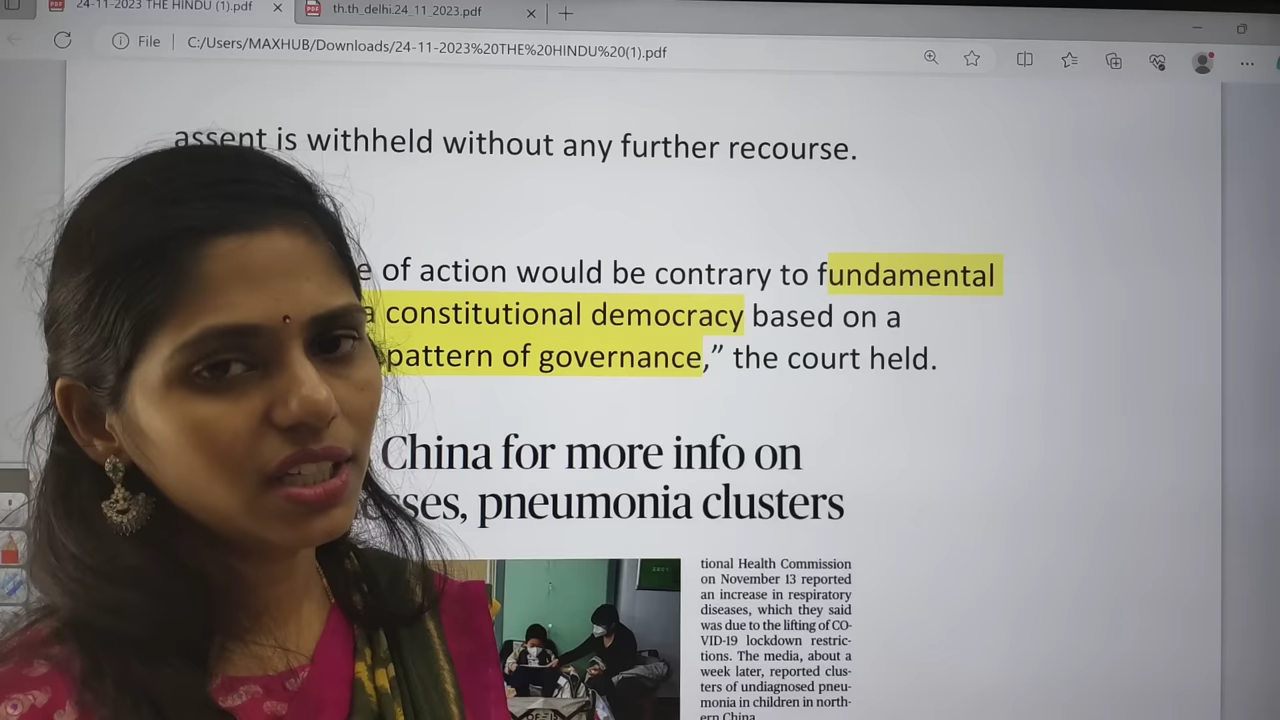 24-11-2023 THE HINDU (1).pdf
th.th_delhi.24_11_2023.pdf
File
C:/Users/MAXHUB/Downloads/24-11-2023%20THE%20HINDU%20(1).pdf
assent is withheld without any further recourse.
e of action would be contrary to fundamental
a constitutional democracy based on a
pattern of governance,” the court held.
China for more info on
sses, pneumonia clusters
tional Health Commission
on November 13 reported
an increase in respiratory
diseases, which they said
was due to the lifting of CO-
VID-19 lockdown restric-
tions. The media, about a
week later, reported clus-
ters of undiagnosed pneu-
monia in children in north-
ern China